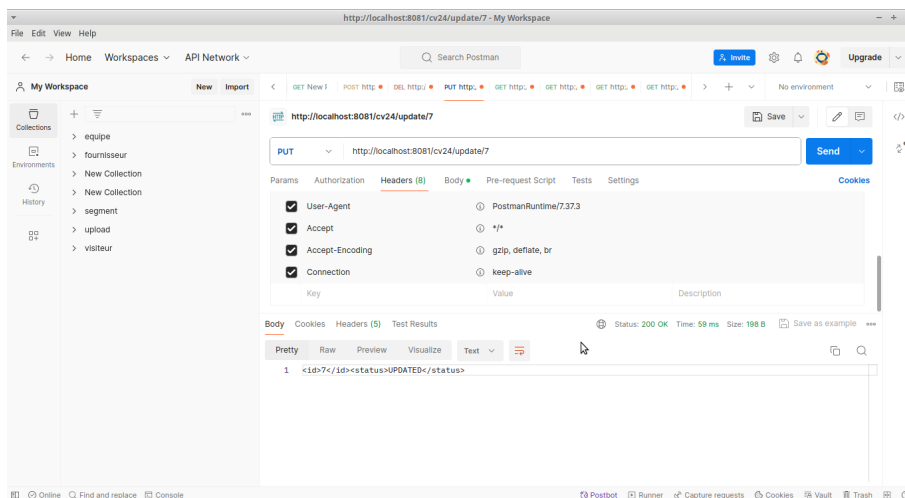 http://localhost:8081/cv24/update/7 - My Workspace
File Edit View Help
Home Workspaces API Network Search Postman Invite Upgrade
My Workspace New Import GET New POST http DEL http:/ PUT http:, GET http:, GET http:, GET http:, GET http:, No environment
Collections
Environments
History
equipe
fournisseur
New Collection
New Collection
segment
upload
visiteur
HTTP http://localhost:8081/cv24/update/7 Save
PUT http://localhost:8081/cv24/update/7 Send
Params Authorization Headers (8) Body Pre-request Script Tests Settings Cookies
User-Agent PostmanRuntime/7.37.3
Accept */*
Accept-Encoding gzip, deflate, br
Connection keep-alive
Key Value Description
Body Cookies Headers (5) Test Results Status: 200 OK Time: 59 ms Size: 198 B Save as example
Pretty Raw Preview Visualize Text
1 <id>7</id><status>UPDATED</status>
Online Find and replace Console Postbot Runner Capture requests Cookies Vault Trash